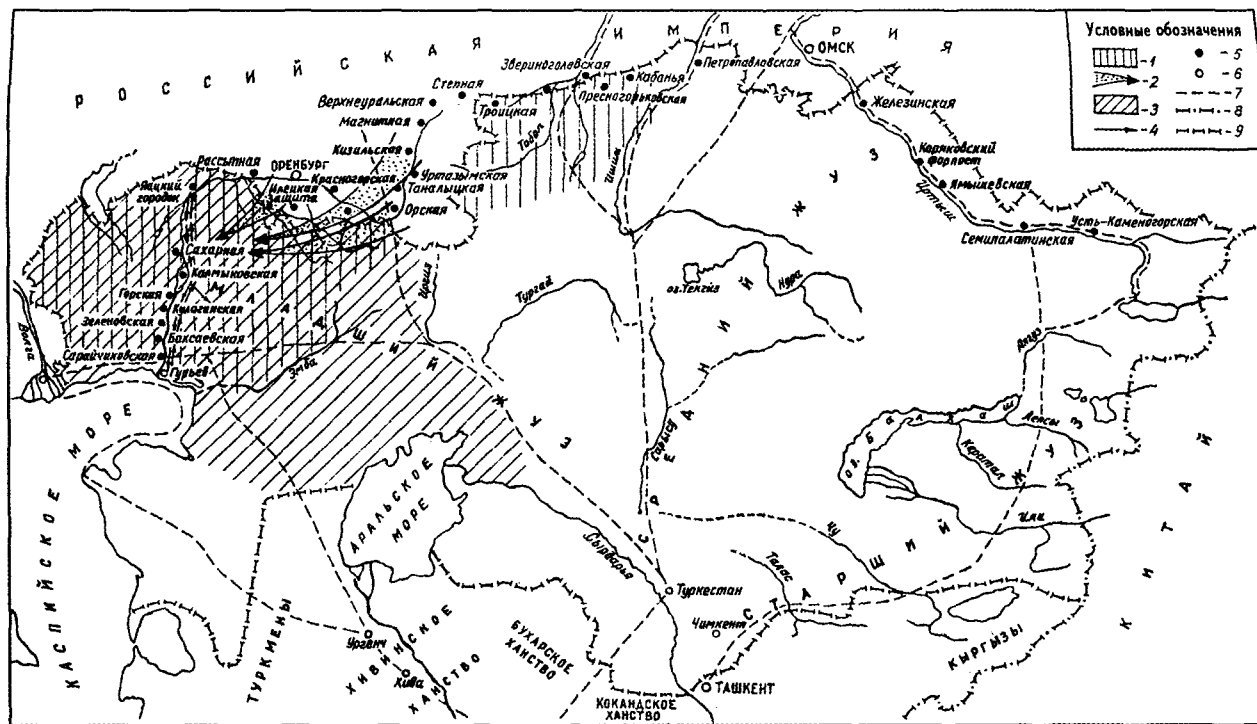 РОССИЙСКАЯ ИМПЕРИЯ
Условные обозначения
-1
-2
-3
-4
-5
-6
-7
-8
-9
ОМСК
Звериноголовская
Кабанья
Петропавловская
Пресногорьковская
Степная
Троицкая
Верхнеуральская
Магнитная
Кизильская
Железинская
Коряковский
форпост
Ямышевская
Иртыш
Семипалатинская
Усть-Каменогорская
Тобол
Ишим
Рассыпная
ОРЕНБУРГ
Илецкая
Защита
Красногорская
Уртазымская
Таналыцкая
Орская
Яицкий
городок
Сахарная
Калмыковская
Горская
Кулагинская
Зеленовская
Баксаевская
Сарайчиковская
Гурьев
Волга
Эмба
Иргиз
Тургай
оз. Тенгиз
Нура
Сарысу
МЛАДШИЙ ЖУЗ
СРЕДНИЙ ЖУЗ
СТАРШИЙ ЖУЗ
Аягуз
оз. Балхаш
Лепсы
Каратал
Или
Чу
Талас
КАСПИЙСКОЕ МОРЕ
АРАЛЬСКОЕ
МОРЕ
Сырдарья
Туркестан
Чимкент
ТАШКЕНТ
КОКАНДСКОЕ
ХАНСТВО
БУХАРСКОЕ
ХАНСТВО
ХИВИНСКОЕ
ХАНСТВО
Ургенч
Хива
ТУРКМЕНЫ
КЫРГЫЗЫ
КИТАЙ